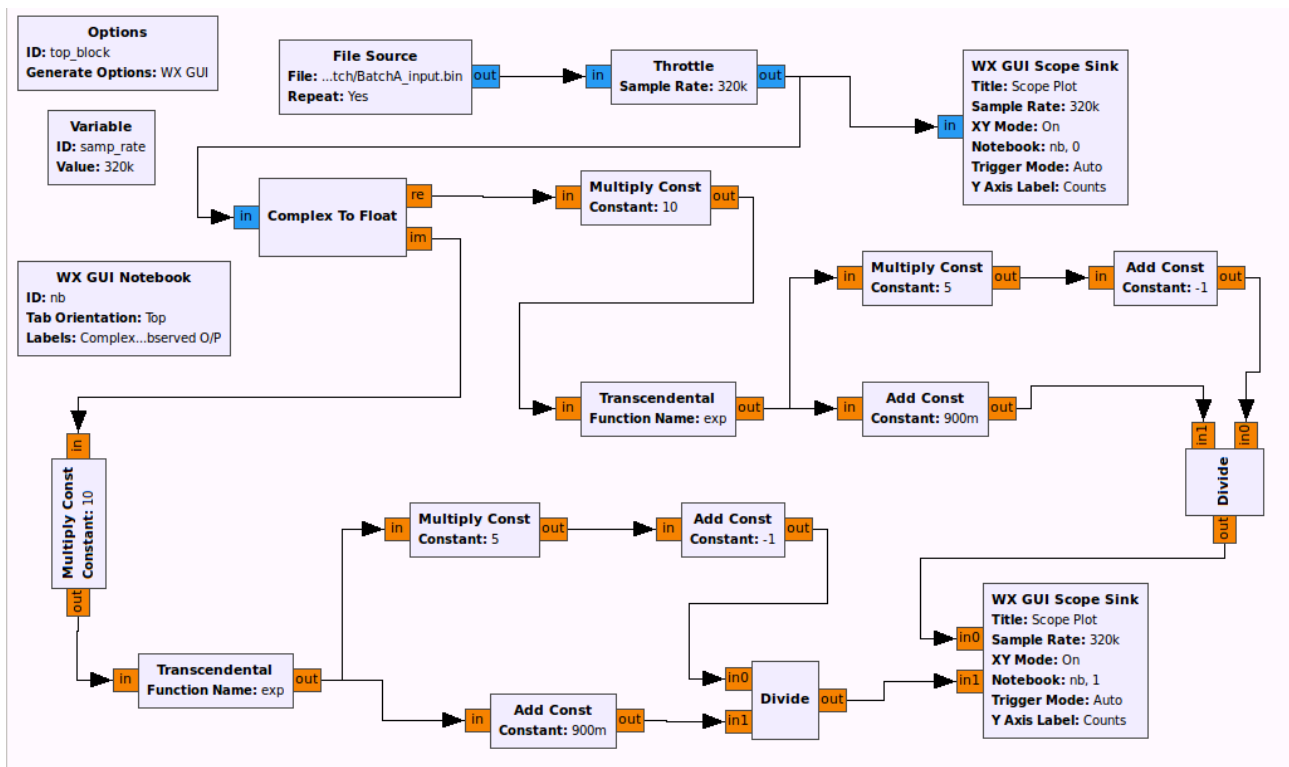 Options
ID: top_block
Generate Options: WX GUI
Variable
ID: samp_rate
Value: 320k
WX GUI Notebook
ID: nb
Tab Orientation: Top
Labels: Complex...bserved O/P
File Source
File: ...tch/BatchA_input.bin
Repeat: Yes
out
in
Throttle
Sample Rate: 320k
out
in
WX GUI Scope Sink
Title: Scope Plot
Sample Rate: 320k
XY Mode: On
Notebook: nb, 0
Trigger Mode: Auto
Y Axis Label: Counts
in
Complex To Float
re
im
in
Multiply Const
Constant: 10
out
in
Transcendental
Function Name: exp
out
in
Multiply Const
Constant: 5
out
in
Add Const
Constant: -1
out
in
Add Const
Constant: 900m
out
in1
in0
Divide
out
in
Multiply Const
Constant: 10
out
in
Transcendental
Function Name: exp
out
in
Multiply Const
Constant: 5
out
in
Add Const
Constant: -1
out
in
Add Const
Constant: 900m
out
in0
in1
Divide
out
in0
in1
WX GUI Scope Sink
Title: Scope Plot
Sample Rate: 320k
XY Mode: On
Notebook: nb, 1
Trigger Mode: Auto
Y Axis Label: Counts